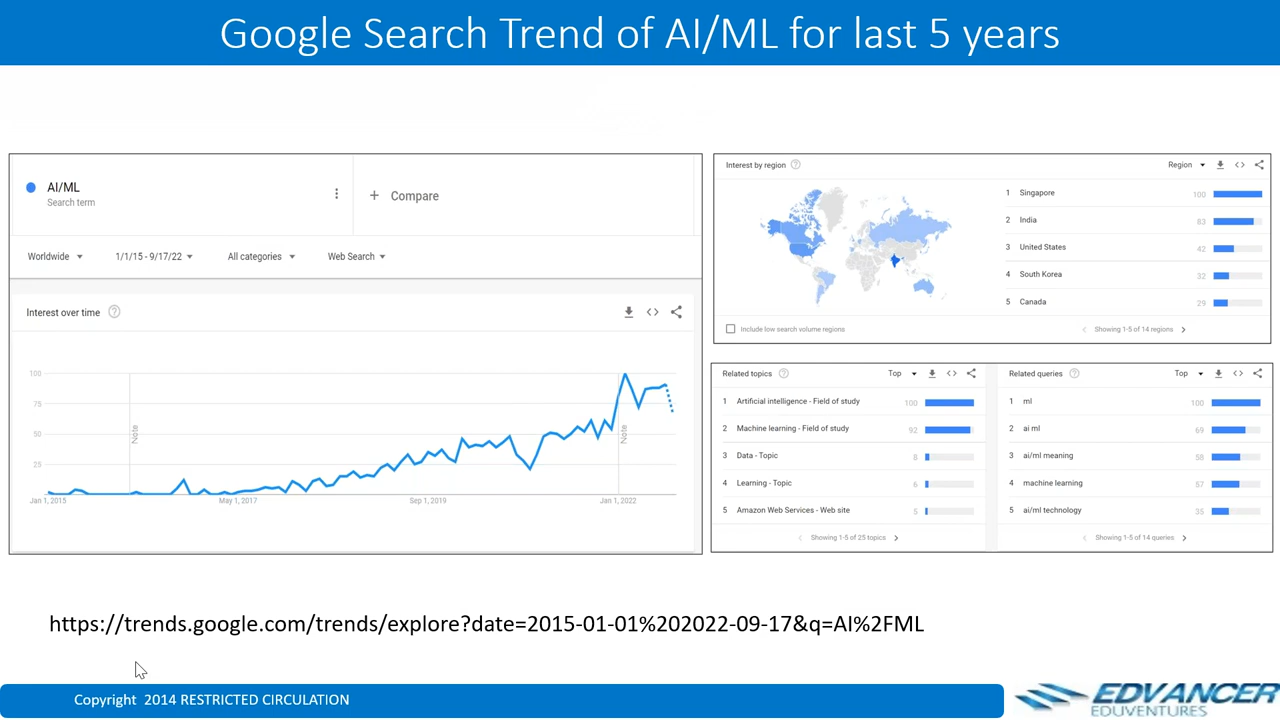 Google Search Trend of AI/ML for last 5 years
AI/ML
Search term
+ Compare
Worldwide 1/1/15 - 9/17/22 All categories Web Search
Interest over time
100
75
50
25
Note
Note
Jan 1, 2015 May 1, 2017 Sep 1, 2019 Jan 1, 2022
Interest by region Region
1 Singapore 100
2 India 83
3 United States 42
4 South Korea 32
5 Canada 29
Include low search volume regions Showing 1-5 of 14 regions
Related topics Top
1 Artificial intelligence - Field of study 100
2 Machine learning - Field of study 92
3 Data - Topic 8
4 Learning - Topic 6
5 Amazon Web Services - Web site 5
Showing 1-5 of 25 topics
Related queries Top
1 ml 100
2 ai ml 69
3 ai/ml meaning
4 machine learning 57
5 ai/ml technology 35
Showing 1-5 of 14 queries
https://trends.google.com/trends/explore?date=2015-01-01%202022-09-17&q=AI%2FML
Copyright 2014 RESTRICTED CIRCULATION
EDVANCER
EDUVENTURES